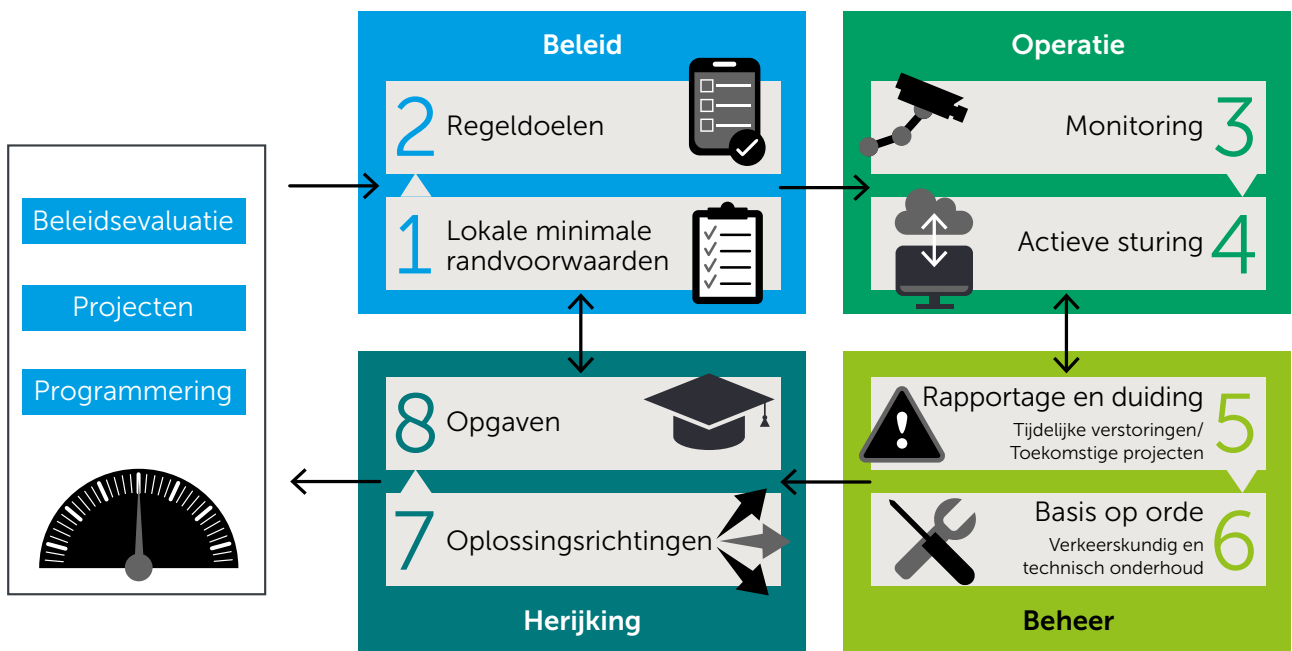 Beleidsevaluatie
Projecten
Programmering
Beleid
2 Regeldoelen
1 Lokale minimale
randvoorwaarden
Operatie
Monitoring 3
Actieve sturing 4
8 Opgaven
7 Oplossingsrichtingen
Herijking
Rapportage en duiding 5
Tijdelijke verstoringen/
Toekomstige projecten
Basis op orde 6
Verkeerskundig en
technisch onderhoud
Beheer